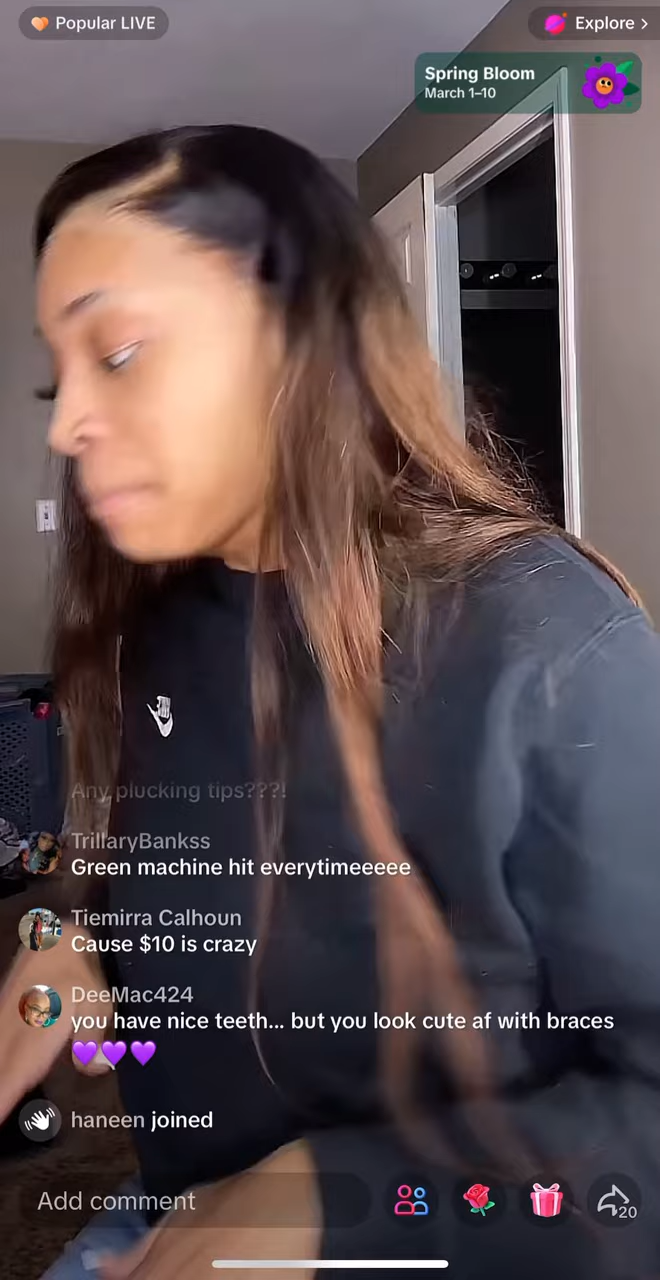 Popular LIVE
Explore >
Spring Bloom
March 1–10
Any plucking tips???!
TrillaryBankss
Green machine hit everytimeeeee
Tiemirra Calhoun
Cause $10 is crazy
DeeMac424
you have nice teeth... but you look cute af with braces
💜💜💜
haneen joined
Add comment
20